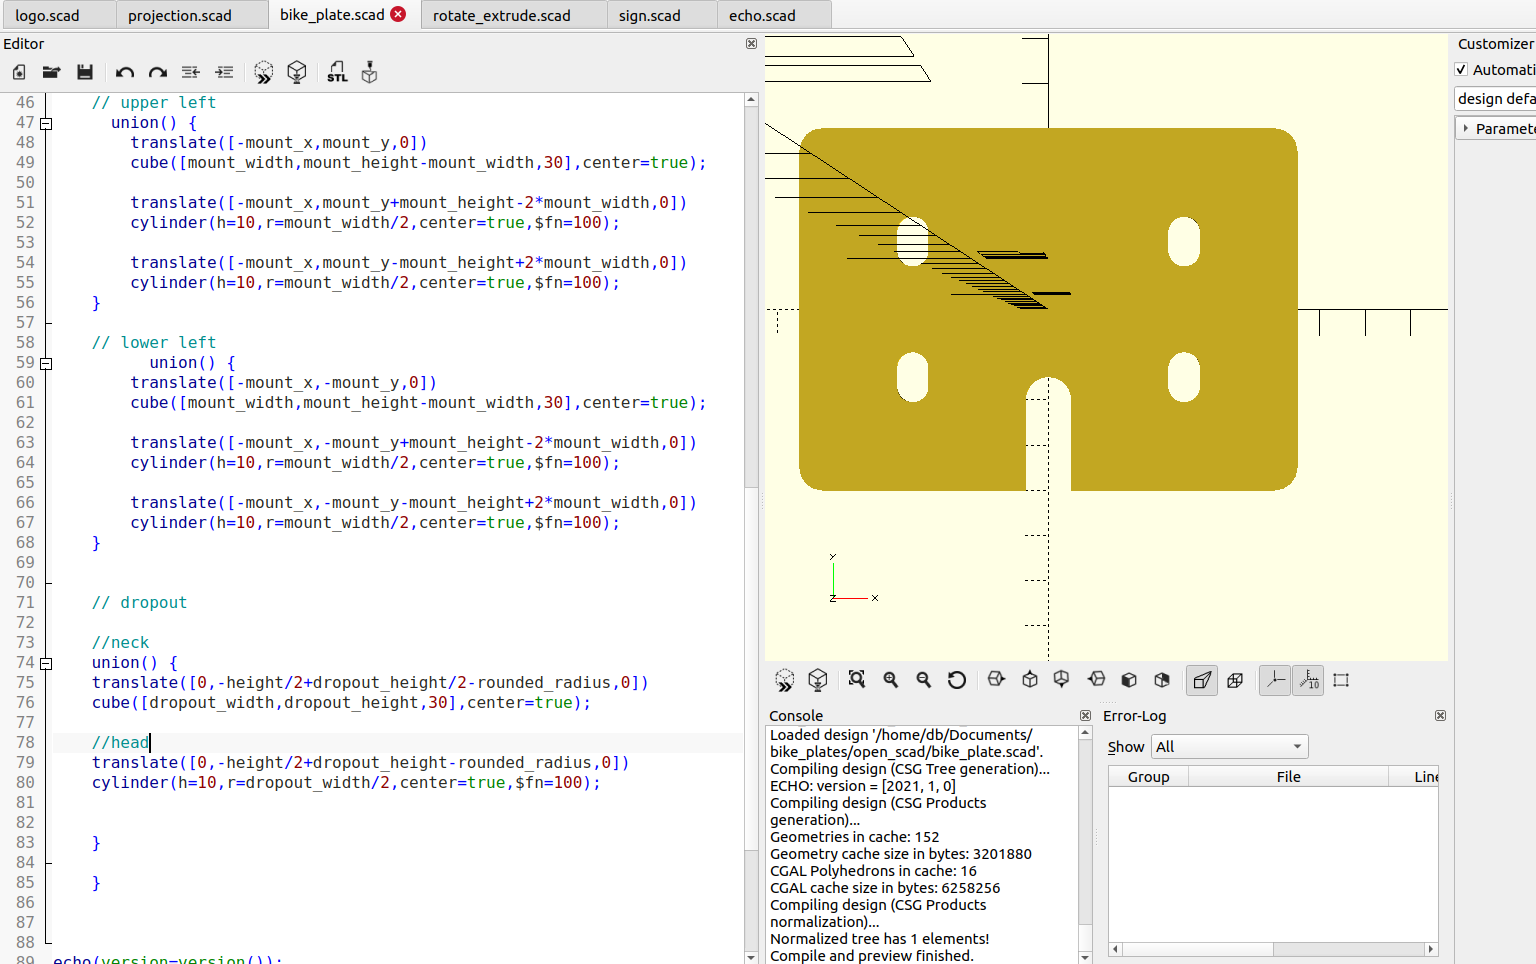 logo.scad projection.scad bike_plate.scad rotate_extrude.scad sign.scad echo.scad
Editor
STL
46 // upper left
47 union() {
48 translate([-mount_x,mount_y,0])
49 cube([mount_width,mount_height-mount_width,30],center=true);
50
51 translate([-mount_x,mount_y+mount_height-2*mount_width,0])
52 cylinder(h=10,r=mount_width/2,center=true,$fn=100);
53
54 translate([-mount_x,mount_y-mount_height+2*mount_width,0])
55 cylinder(h=10,r=mount_width/2,center=true,$fn=100);
56 }
57
58 // lower left
59 union() {
60 translate([-mount_x,-mount_y,0])
61 cube([mount_width,mount_height-mount_width,30],center=true);
62
63 translate([-mount_x,-mount_y+mount_height-2*mount_width,0])
64 cylinder(h=10,r=mount_width/2,center=true,$fn=100);
65
66 translate([-mount_x,-mount_y-mount_height+2*mount_width,0])
67 cylinder(h=10,r=mount_width/2,center=true,$fn=100);
68 }
69
70
71 // dropout
72
73 //neck
74 union() {
75 translate([0,-height/2+dropout_height/2-rounded_radius,0])
76 cube([dropout_width,dropout_height,30],center=true);
77
78 //head
79 translate([0,-height/2+dropout_height-rounded_radius,0])
80 cylinder(h=10,r=dropout_width/2,center=true,$fn=100);
81
82
83 }
84
85 }
86
87
88
89 echo(version=version());
Y
Z X
10
Console
Loaded design '/home/db/Documents/
bike_plates/open_scad/bike_plate.scad'.
Compiling design (CSG Tree generation)...
ECHO: version = [2021, 1, 0]
Compiling design (CSG Products
generation)...
Geometries in cache: 152
Geometry cache size in bytes: 3201880
CGAL Polyhedrons in cache: 16
CGAL cache size in bytes: 6258256
Compiling design (CSG Products
normalization)...
Normalized tree has 1 elements!
Compile and preview finished.
Error-Log
Show All
Group File Line
Customizer
Automati
design defa
Paramete